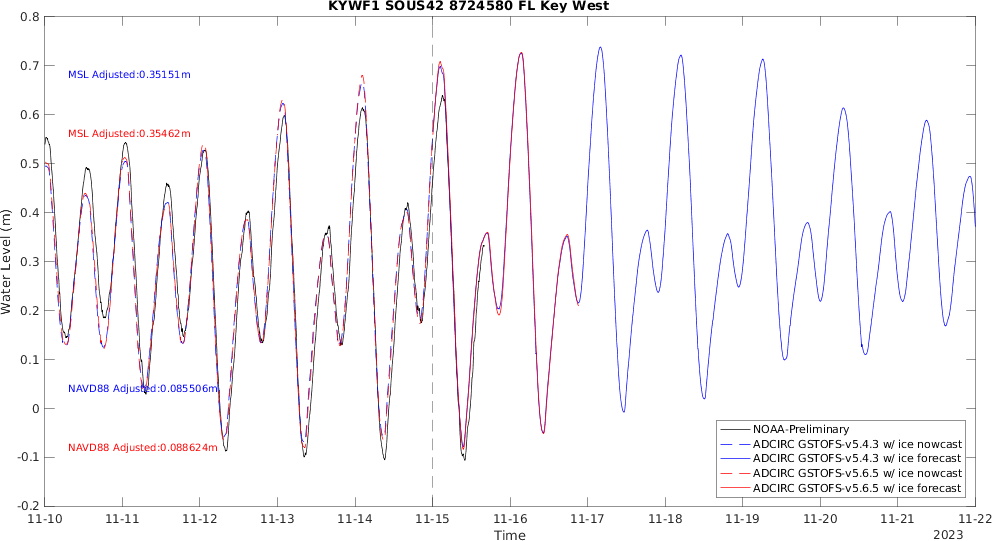 KYWF1 SOUS42 8724580 FL Key West
0.8
0.7
0.6
0.5
0.4
0.3
0.2
0.1
0
-0.1
-0.2
Water Level (m)
MSL Adjusted:0.35151m
MSL Adjusted:0.35462m
NAVD88 Adjusted:0.085506m
NAVD88 Adjusted:0.088624m
NOAA-Preliminary
ADCIRC GSTOFS-v5.4.3 w/ ice nowcast
ADCIRC GSTOFS-v5.4.3 w/ ice forecast
ADCIRC GSTOFS-v5.6.5 w/ ice nowcast
ADCIRC GSTOFS-v5.6.5 w/ ice forecast
11-10 11-11 11-12 11-13 11-14 11-15 11-16 11-17 11-18 11-19 11-20 11-21 11-22
Time
2023